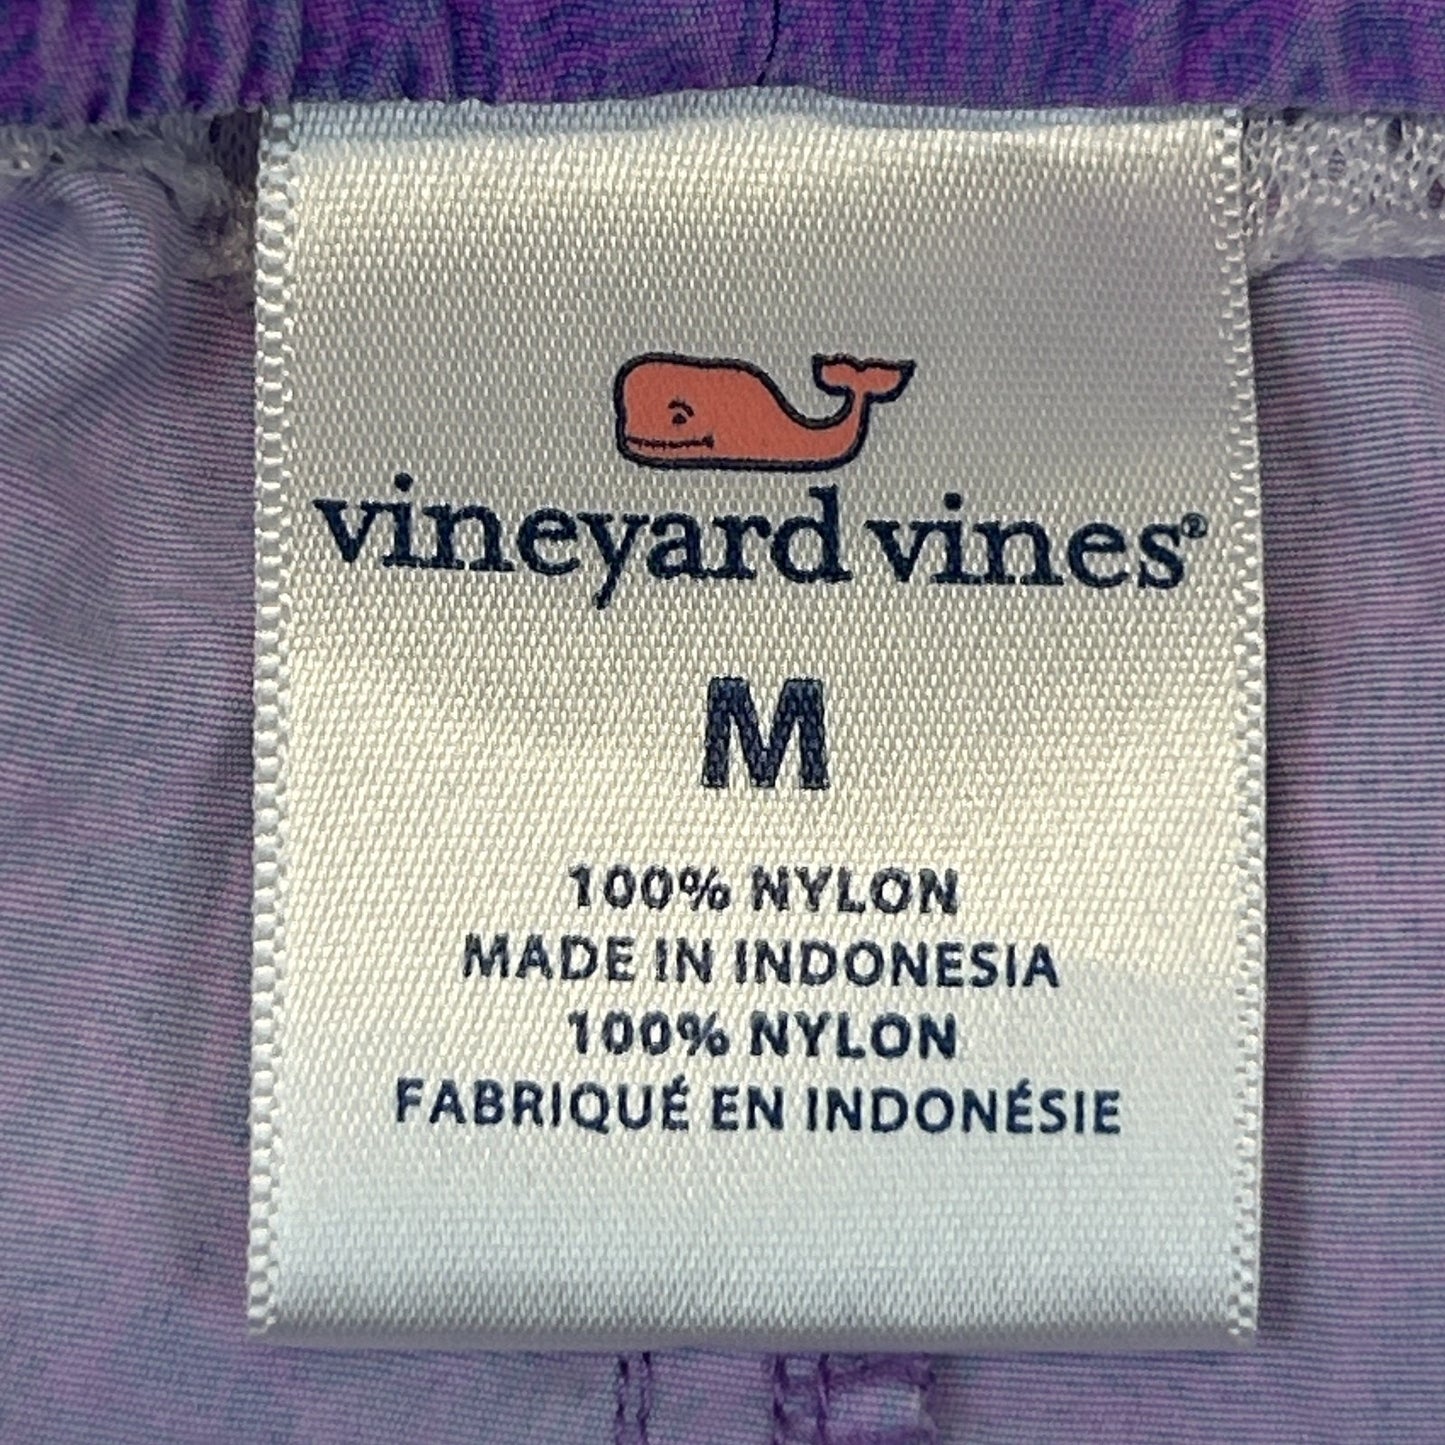 vineyard vines®
M
100% NYLON
MADE IN INDONESIA
100% NYLON
FABRIQUÉ EN INDONÉSIE